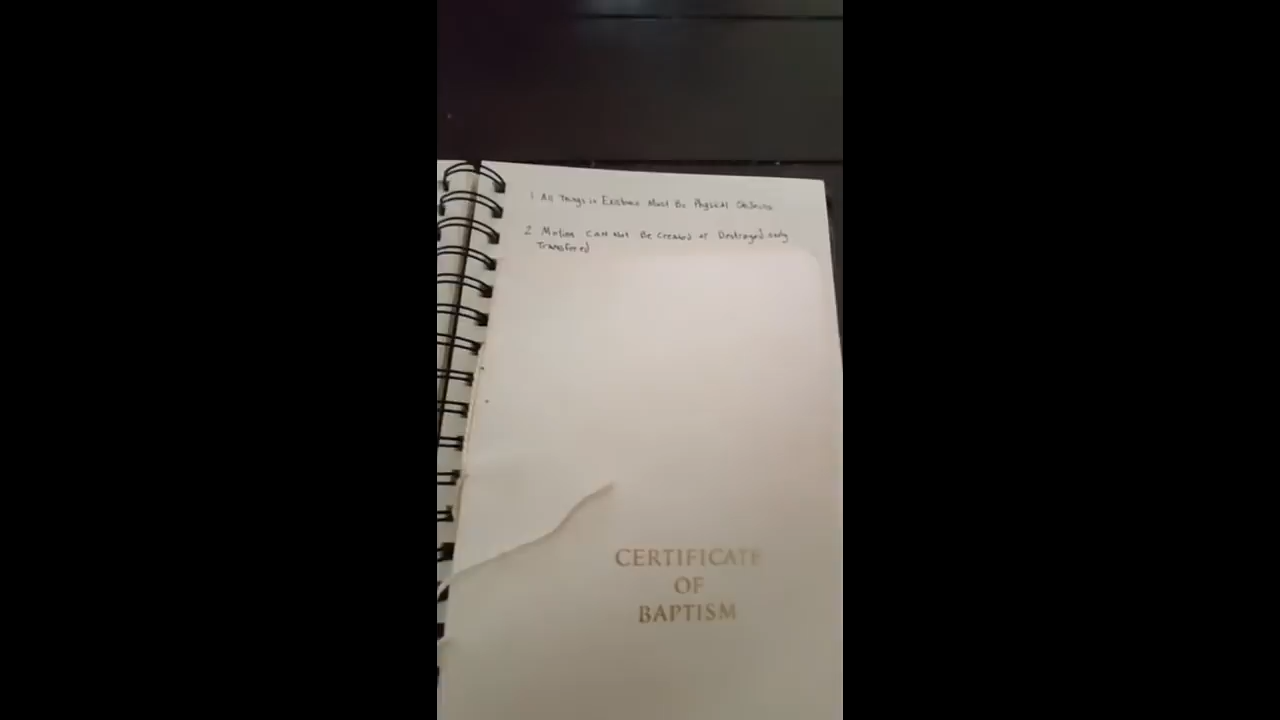 1 All Things in Existence Must Be Physical Objects
2 Motion Can Not Be Created or Destroyed only
Transfered
CERTIFICATE
OF
BAPTISM